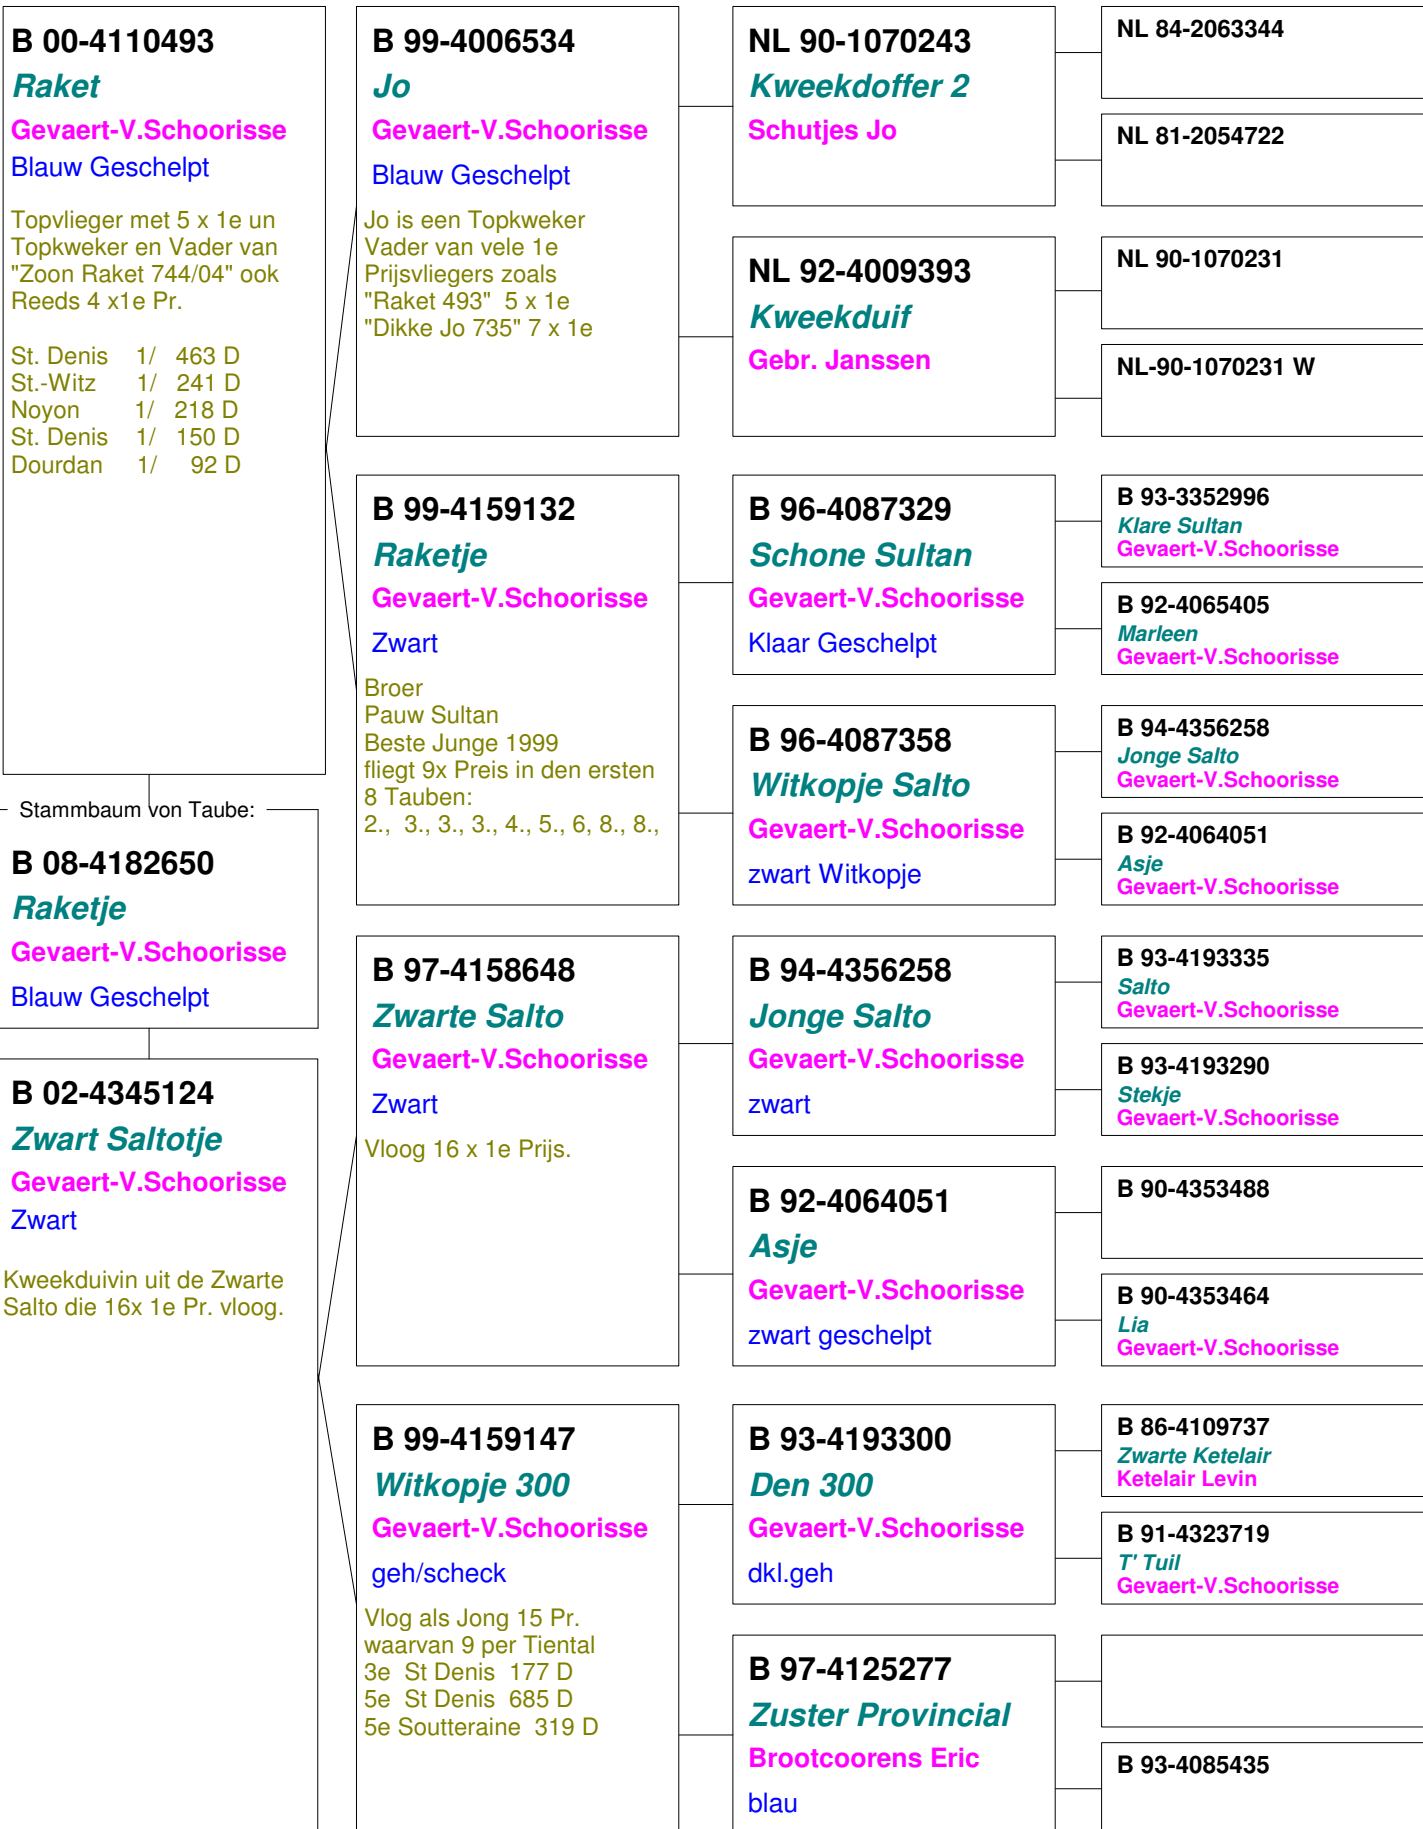 B 00-4110493
Raket
Gevaert-V.Schoorisse
Blauw Geschelpt
Topvlieger met 5 x 1e un
Topkweker en Vader van
"Zoon Raket 744/04" ook
Reeds 4 x1e Pr.
St. Denis 1/ 463 D
St.-Witz 1/ 241 D
Noyon 1/ 218 D
St. Denis 1/ 150 D
Dourdan 1/ 92 D
Stammbaum von Taube:
B 08-4182650
Raketje
Gevaert-V.Schoorisse
Blauw Geschelpt
B 02-4345124
Zwart Saltotje
Gevaert-V.Schoorisse
Zwart
Kweekduivin uit de Zwarte
Salto die 16x 1e Pr. vloog.
B 99-4006534
Jo
Gevaert-V.Schoorisse
Blauw Geschelpt
Jo is een Topkweker
Vader van vele 1e
Prijsvliegers zoals
"Raket 493" 5 x 1e
"Dikke Jo 735" 7 x 1e
B 99-4159132
Raketje
Gevaert-V.Schoorisse
Zwart
Broer
Pauw Sultan
Beste Junge 1999
fliegt 9x Preis in den ersten
8 Tauben:
2., 3., 3., 3., 4., 5., 6, 8., 8.,
B 97-4158648
Zwarte Salto
Gevaert-V.Schoorisse
Zwart
Vloog 16 x 1e Prijs.
B 99-4159147
Witkopje 300
Gevaert-V.Schoorisse
geh/scheck
Vlog als Jong 15 Pr.
waarvan 9 per Tiental
3e St Denis 177 D
5e St Denis 685 D
5e Soutteraine 319 D
NL 90-1070243
Kweekdoffer 2
Schutjes Jo
NL 92-4009393
Kweekduif
Gebr. Janssen
B 96-4087329
Schone Sultan
Gevaert-V.Schoorisse
Klaar Geschelpt
B 96-4087358
Witkopje Salto
Gevaert-V.Schoorisse
zwart Witkopje
B 94-4356258
Jonge Salto
Gevaert-V.Schoorisse
zwart
B 92-4064051
Asje
Gevaert-V.Schoorisse
zwart geschelpt
B 93-4193300
Den 300
Gevaert-V.Schoorisse
dkl.geh
B 97-4125277
Zuster Provincial
Brootcoorens Eric
blau
NL 84-2063344
NL 81-2054722
NL 90-1070231
NL-90-1070231 W
B 93-3352996
Klare Sultan
Gevaert-V.Schoorisse
B 92-4065405
Marleen
Gevaert-V.Schoorisse
B 94-4356258
Jonge Salto
Gevaert-V.Schoorisse
B 92-4064051
Asje
Gevaert-V.Schoorisse
B 93-4193335
Salto
Gevaert-V.Schoorisse
B 93-4193290
Stekje
Gevaert-V.Schoorisse
B 90-4353488
B 90-4353464
Lia
Gevaert-V.Schoorisse
B 86-4109737
Zwarte Ketelair
Ketelair Levin
B 91-4323719
T' Tuil
Gevaert-V.Schoorisse
B 93-4085435